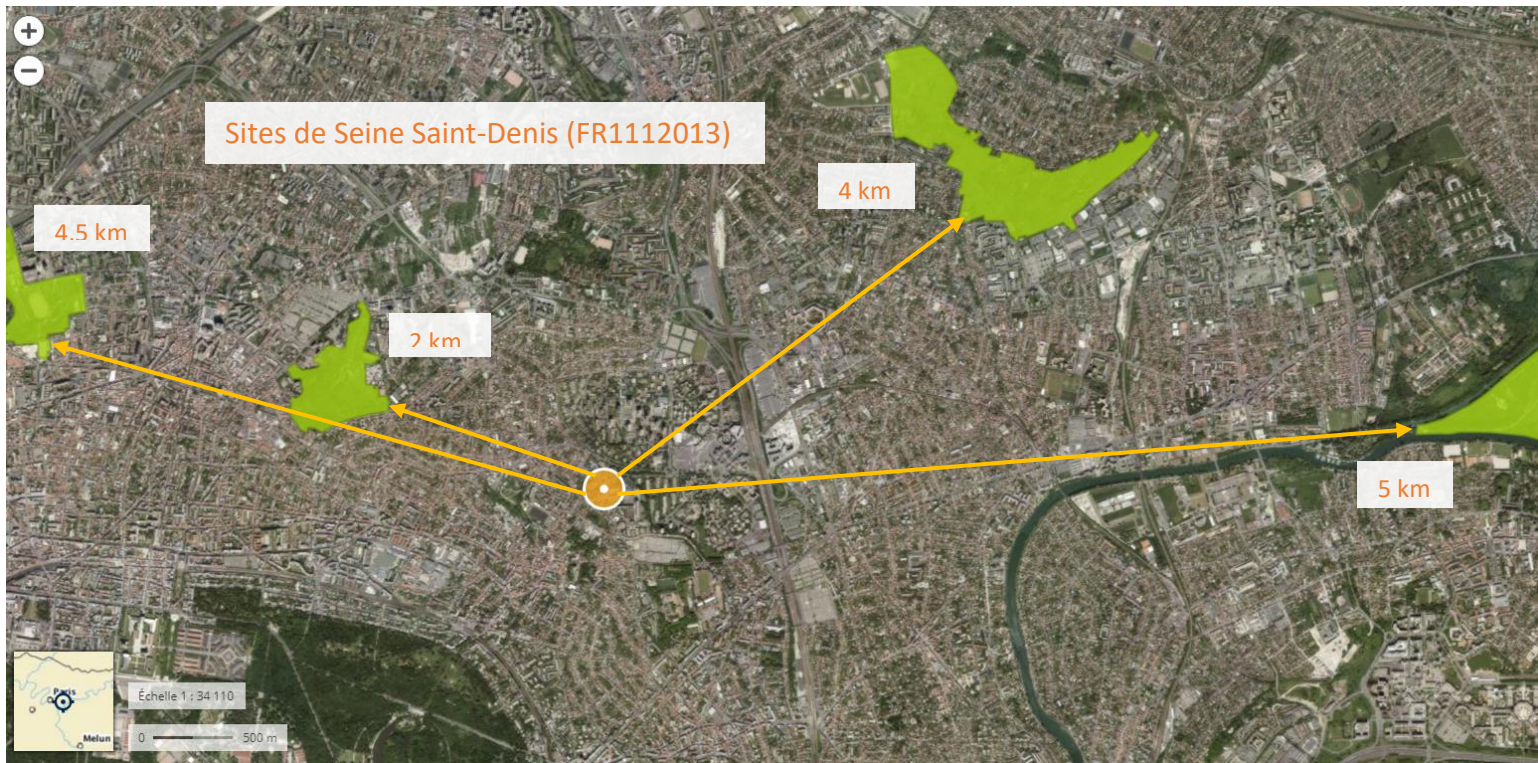 +
−
Sites de Seine Saint-Denis (FR1112013)
4 km
4.5 km
2 km
5 km
Paris
Melun
Échelle 1 : 34 110
0 500 m